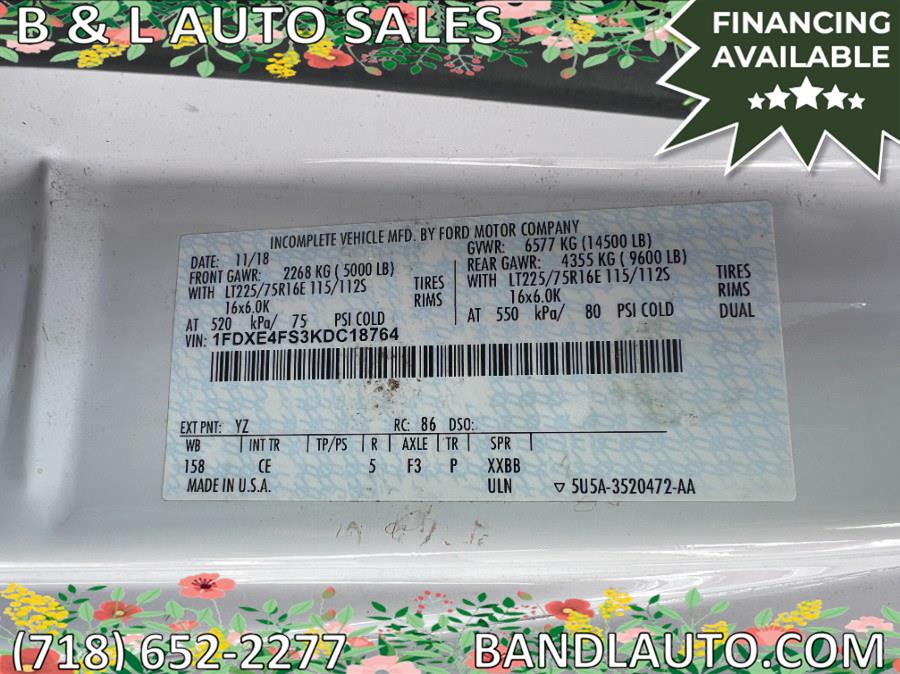 B & L AUTO SALES
FINANCING
AVAILABLE
INCOMPLETE VEHICLE MFD. BY FORD MOTOR COMPANY
DATE: 11/18
GVWR: 6577 KG (14500 LB)
FRONT GAWR: 2268 KG ( 5000 LB)
REAR GAWR: 4355 KG ( 9600 LB)
WITH LT225/75R16E 115/112S TIRES
WITH LT225/75R16E 115/112S TIRES
16x6.0K RIMS
16x6.0K RIMS
AT 520 kPa/ 75 PSI COLD
AT 550 kPa/ 80 PSI COLD DUAL
VIN: 1FDXE4FS3KDC18764
EXT PNT: YZ RC: 86 DSO:
WB INT TR TP/PS R AXLE TR SPR
158 CE 5 F3 P XXBB
MADE IN U.S.A. ULN ▽ 5U5A-3520472-AA
(718) 652-2277 BANDLAUTO.COM